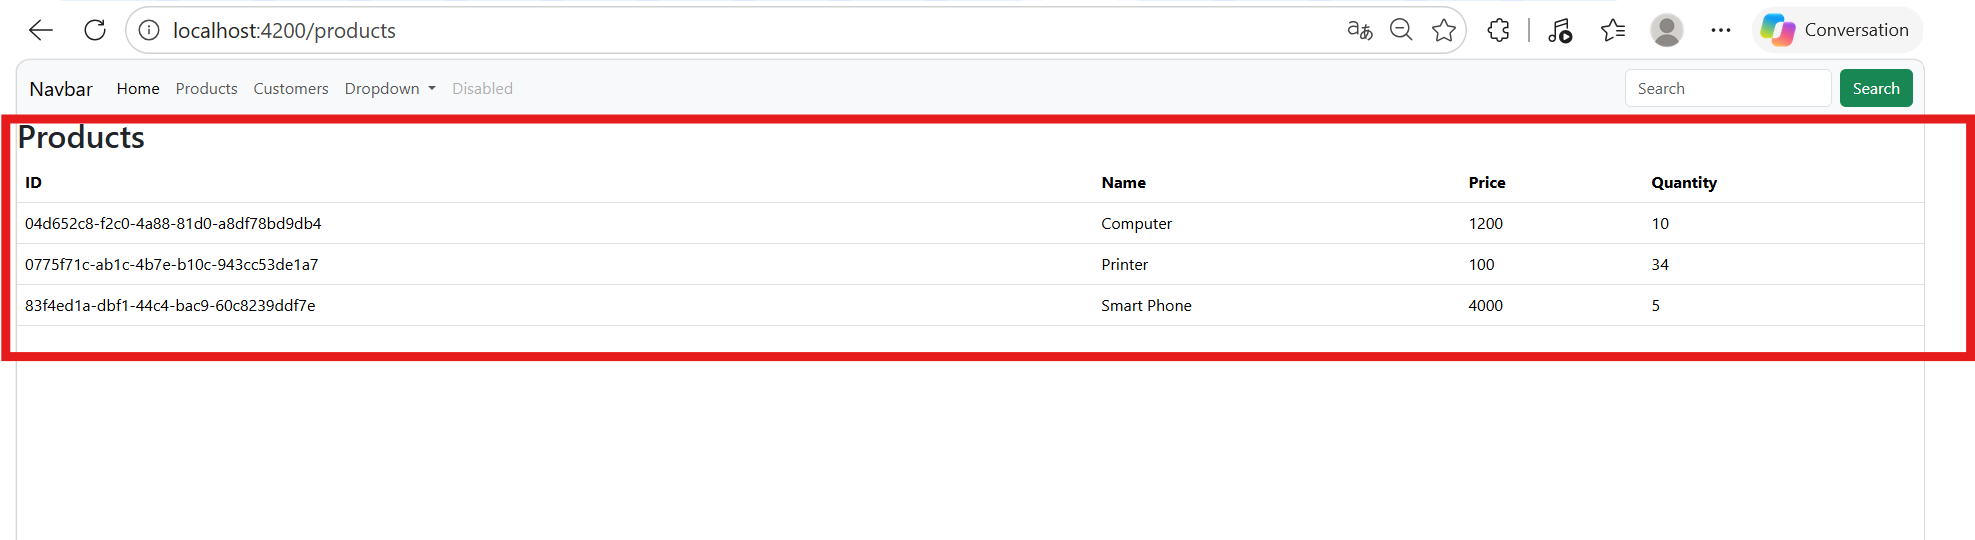 localhost:4200/products
Conversation
Navbar Home Products Customers Dropdown Disabled Search Search
Products
ID Name Price Quantity
04d652c8-f2c0-4a88-81d0-a8df78bd9db4 Computer 1200 10
0775f71c-ab1c-4b7e-b10c-943cc53de1a7 Printer 100 34
83f4ed1a-dbf1-44c4-bac9-60c8239ddf7e Smart Phone 4000 5